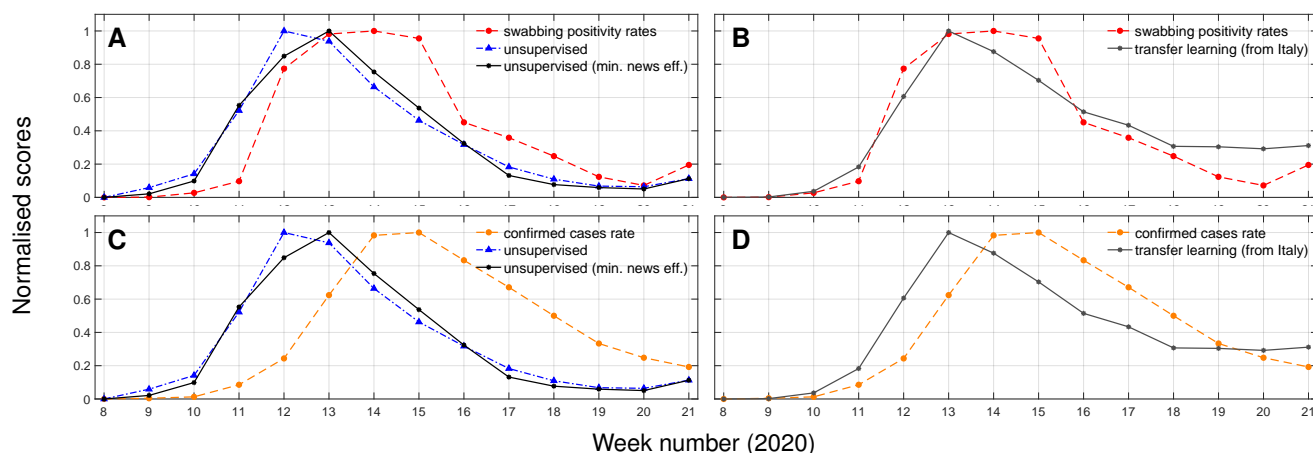 A
swabbing positivity rates
unsupervised
unsupervised (min. news eff.)
1
0.8
0.6
0.4
0.2
0
B
swabbing positivity rates
transfer learning (from Italy)
Normalised scores
C
confirmed cases rate
unsupervised
unsupervised (min. news eff.)
1
0.8
0.6
0.4
0.2
0
8 9 10 11 12 13 14 15 16 17 18 19 20 21
D
confirmed cases rate
transfer learning (from Italy)
8 9 10 11 12 13 14 15 16 17 18 19 20 21
Week number (2020)